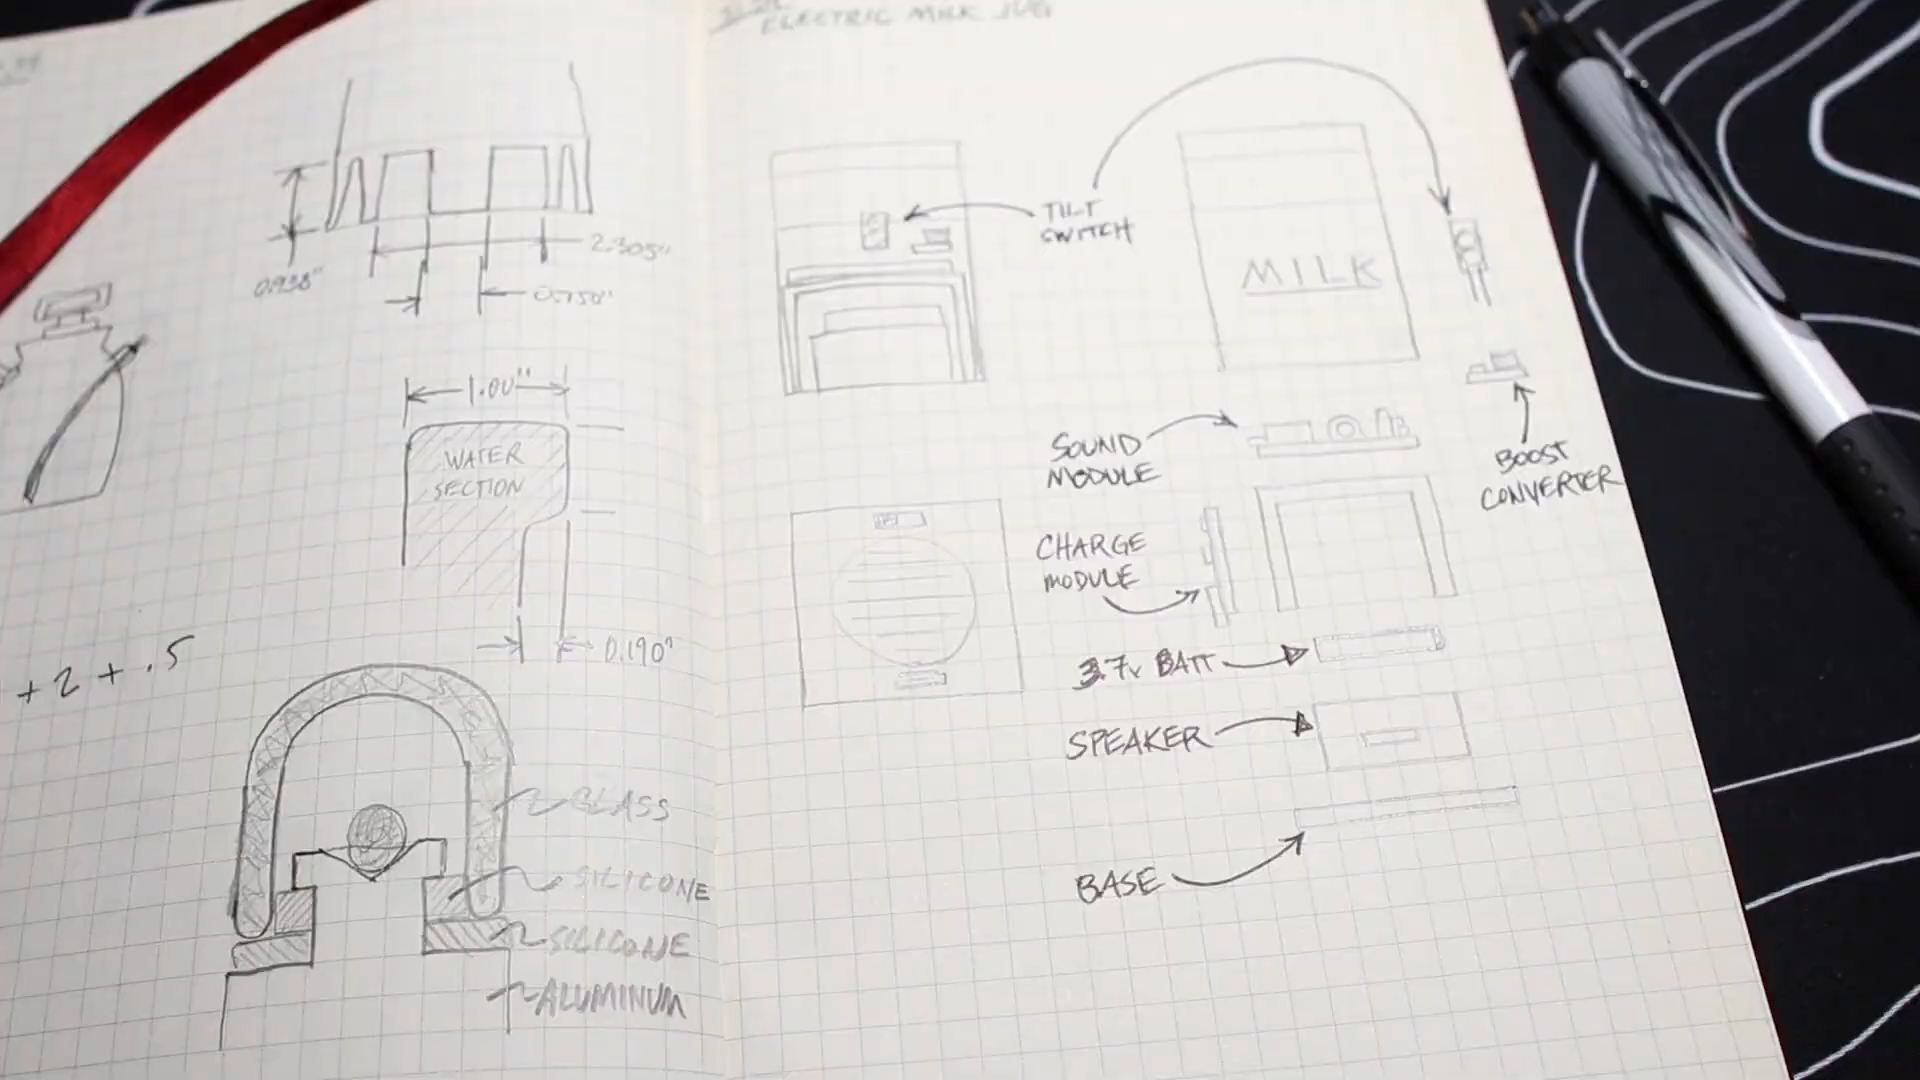 2.305"
0.938"
0.750"
1.00"
WATER
SECTION
0.190"
+2 + .5
GLASS
SILICONE
SILICONE
ALUMINUM
ELECTRIC MILK JUG
TILT
SWITCH
MILK
SOUND
MODULE
BOOST
CONVERTER
CHARGE
MODULE
3.7v BATT
SPEAKER
BASE